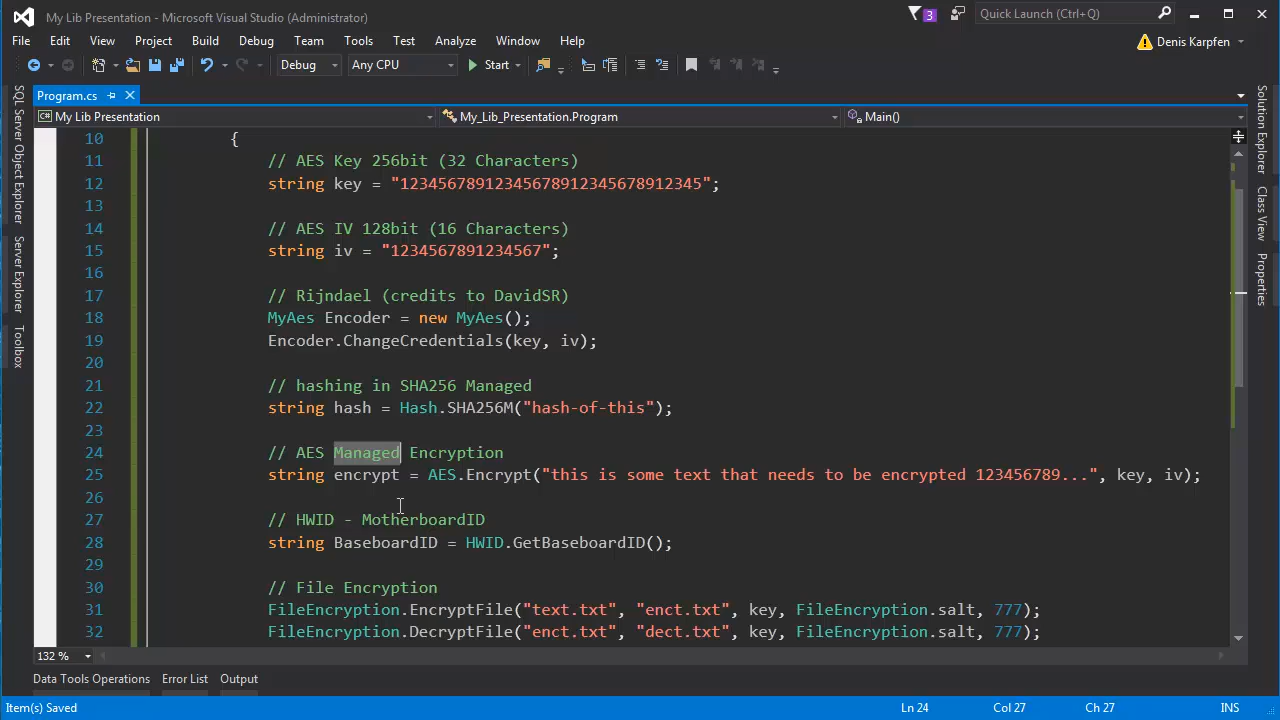 My Lib Presentation - Microsoft Visual Studio (Administrator)
3
Quick Launch (Ctrl+Q)
File Edit View Project Build Debug Team Tools Test Analyze Window Help
Denis Karpfen
Debug Any CPU Start
Program.cs
C# My Lib Presentation My_Lib_Presentation.Program Main()
SQL Server Object Explorer
Server Explorer
Toolbox
Solution Explorer
Class View
Properties
10 {
11 // AES Key 256bit (32 Characters)
12 string key = "12345678912345678912345678912345";
13
14 // AES IV 128bit (16 Characters)
15 string iv = "1234567891234567";
16
17 // Rijndael (credits to DavidSR)
18 MyAes Encoder = new MyAes();
19 Encoder.ChangeCredentials(key, iv);
20
21 // hashing in SHA256 Managed
22 string hash = Hash.SHA256M("hash-of-this");
23
24 // AES Managed Encryption
25 string encrypt = AES.Encrypt("this is some text that needs to be encrypted 123456789...", key, iv);
26
27 // HWID - MotherboardID
28 string BaseboardID = HWID.GetBaseboardID();
29
30 // File Encryption
31 FileEncryption.EncryptFile("text.txt", "enct.txt", key, FileEncryption.salt, 777);
32 FileEncryption.DecryptFile("enct.txt", "dect.txt", key, FileEncryption.salt, 777);
132 %
Data Tools Operations Error List Output
Item(s) Saved Ln 24 Col 27 Ch 27 INS